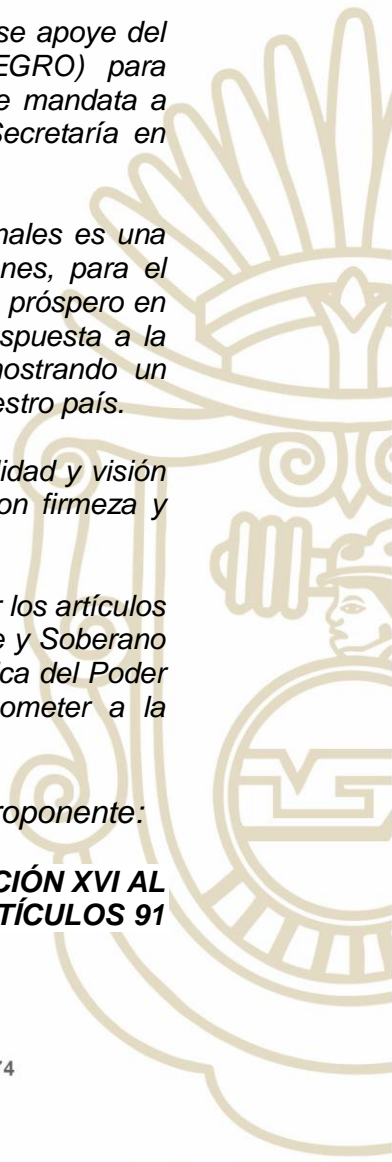 se apoye del
EGRO) para
e mandata a
Secretaría en
nales es una
nes, para el
próspero en
spuesta a la
nostrando un
estro país.
lidad y visión
on firmeza y
r los artículos
e y Soberano
ica del Poder
ometer a la
roponente:
CIÓN XVI AL
TÍCULOS 91
74